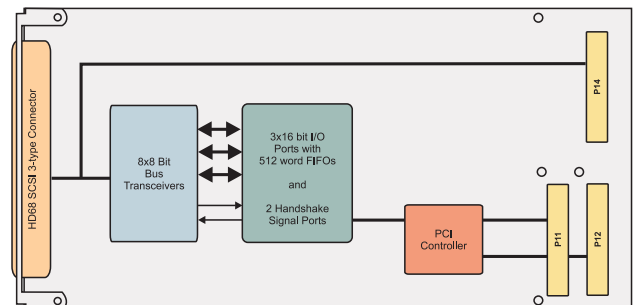 HD68 SCSI 3-type Connector
8x8 Bit
Bus
Transceivers
3x16 bit I/O
Ports with
512 word FIFOs
and
2 Handshake
Signal Ports
PCI
Controller
P14
P11
P12